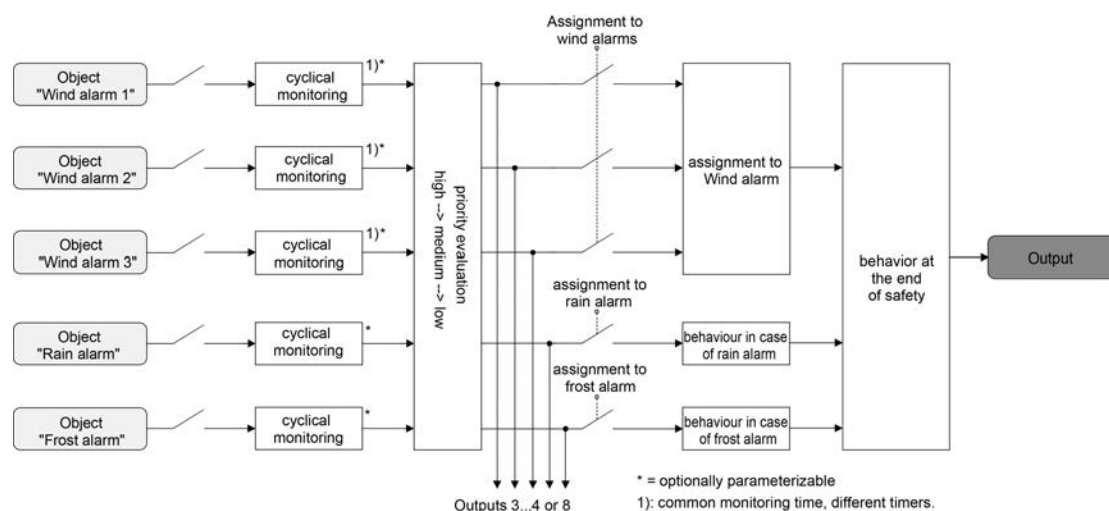 Assignment to
wind alarms
Object
"Wind alarm 1"
cyclical
monitoring
1)*
Object
"Wind alarm 2"
cyclical
monitoring
1)*
assignment to
Wind alarm
Object
"Wind alarm 3"
cyclical
monitoring
1)*
priority evaluation
high --> medium --> low
behavior at
the end
of safety
Output
assignment to
rain alarm
Object
"Rain alarm"
cyclical
monitoring
*
behaviour in case
of rain alarm
assignment to
frost alarm
Object
"Frost alarm"
cyclical
monitoring
*
behaviour in case
of frost alarm
* = optionally parameterizable
Outputs 3...4 or 8
1): common monitoring time, different timers.